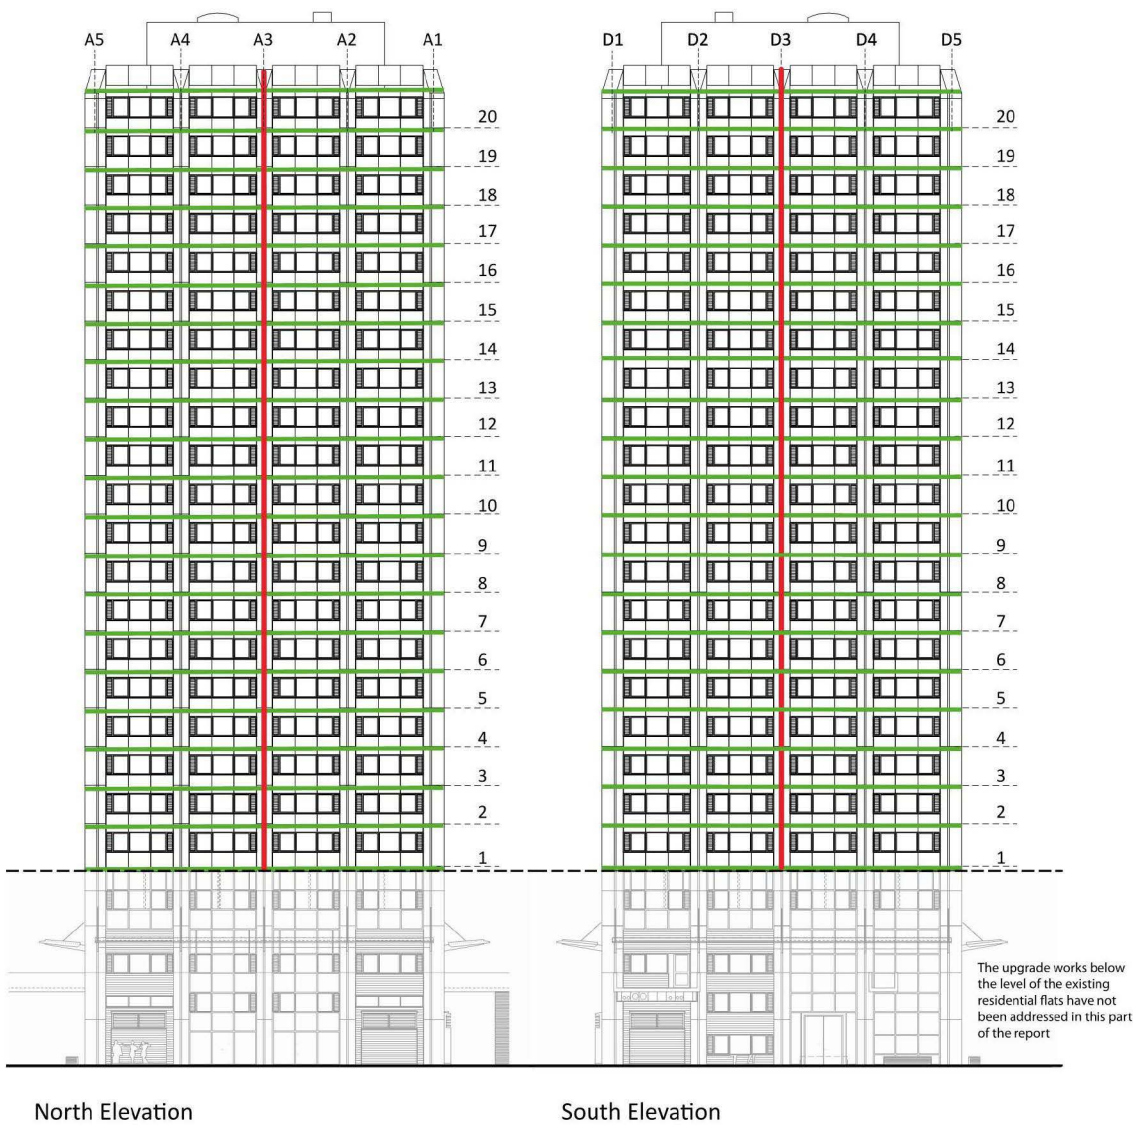 A5 A4 A3 A2 A1
D1 D2 D3 D4 D5
20 20
19 19
18 18
17 17
16 16
15 15
14 14
13 13
12 12
11 11
10 10
9 9
8 8
7 7
6 6
5 5
4 4
3 3
2 2
1 1
The upgrade works below
the level of the existing
residential flats have not
been addressed in this part
of the report
North Elevation
South Elevation